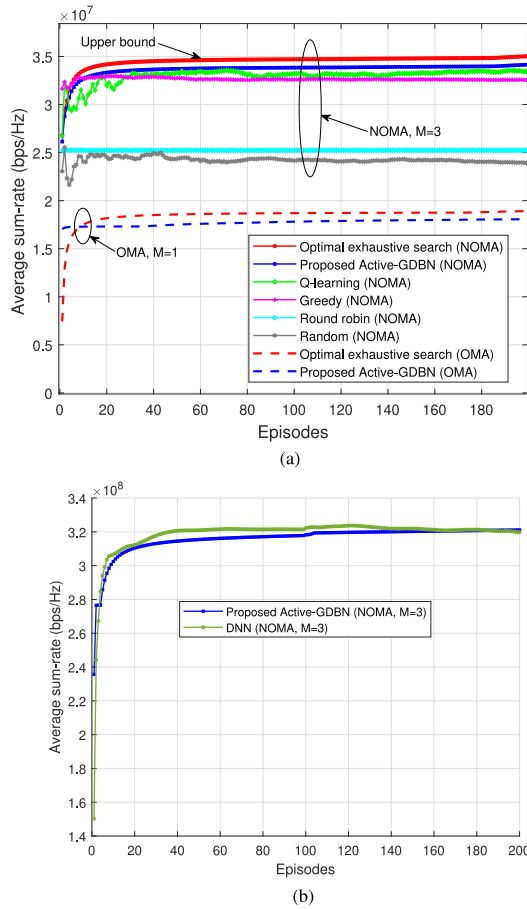 ×10⁷
4
3.5
3
2.5
2
1.5
1
0.5
0
Average sum-rate (bps/Hz)
Upper bound
NOMA, M=3
OMA, M=1
Optimal exhaustive search (NOMA)
Proposed Active-GDBN (NOMA)
Q-learning (NOMA)
Greedy (NOMA)
Round robin (NOMA)
Random (NOMA)
Optimal exhaustive search (OMA)
Proposed Active-GDBN (OMA)
0 20 40 60 80 100 120 140 160 180
Episodes
(a)
×10⁸
3.4
3.2
3
2.8
2.6
2.4
2.2
2
1.8
1.6
1.4
Average sum-rate (bps/Hz)
Proposed Active-GDBN (NOMA, M=3)
DNN (NOMA, M=3)
0 20 40 60 80 100 120 140 160 180 200
Episodes
(b)